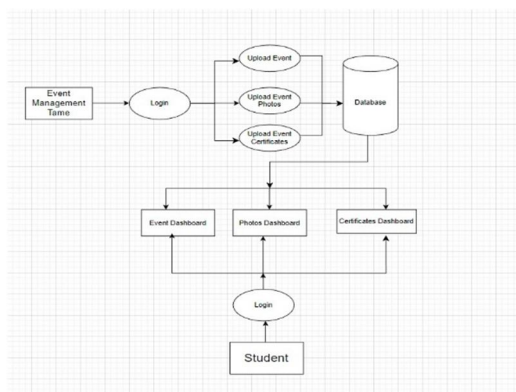 Upload Event
Event
Management
Tame
Login
Upload Event
Photos
Database
Upload Event
Certificates
Event Dashboard
Photos Dashboard
Certificates Dashboard
Login
Student